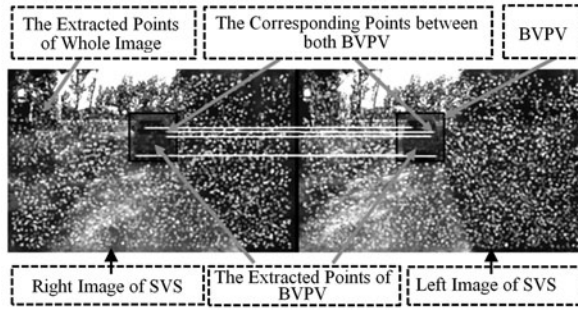 The Extracted Points
of Whole Image
The Corresponding Points between
both BVPV
BVPV
Right Image of SVS
The Extracted Points of
BVPV
Left Image of SVS